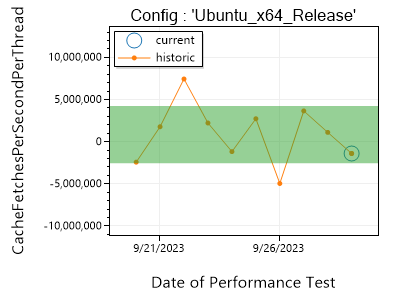 Config : 'Ubuntu_x64_Release'
current
historic
CacheFetchesPerSecondPerThread
10,000,000
5,000,000
0
-5,000,000
-10,000,000
9/21/2023
9/26/2023
Date of Performance Test